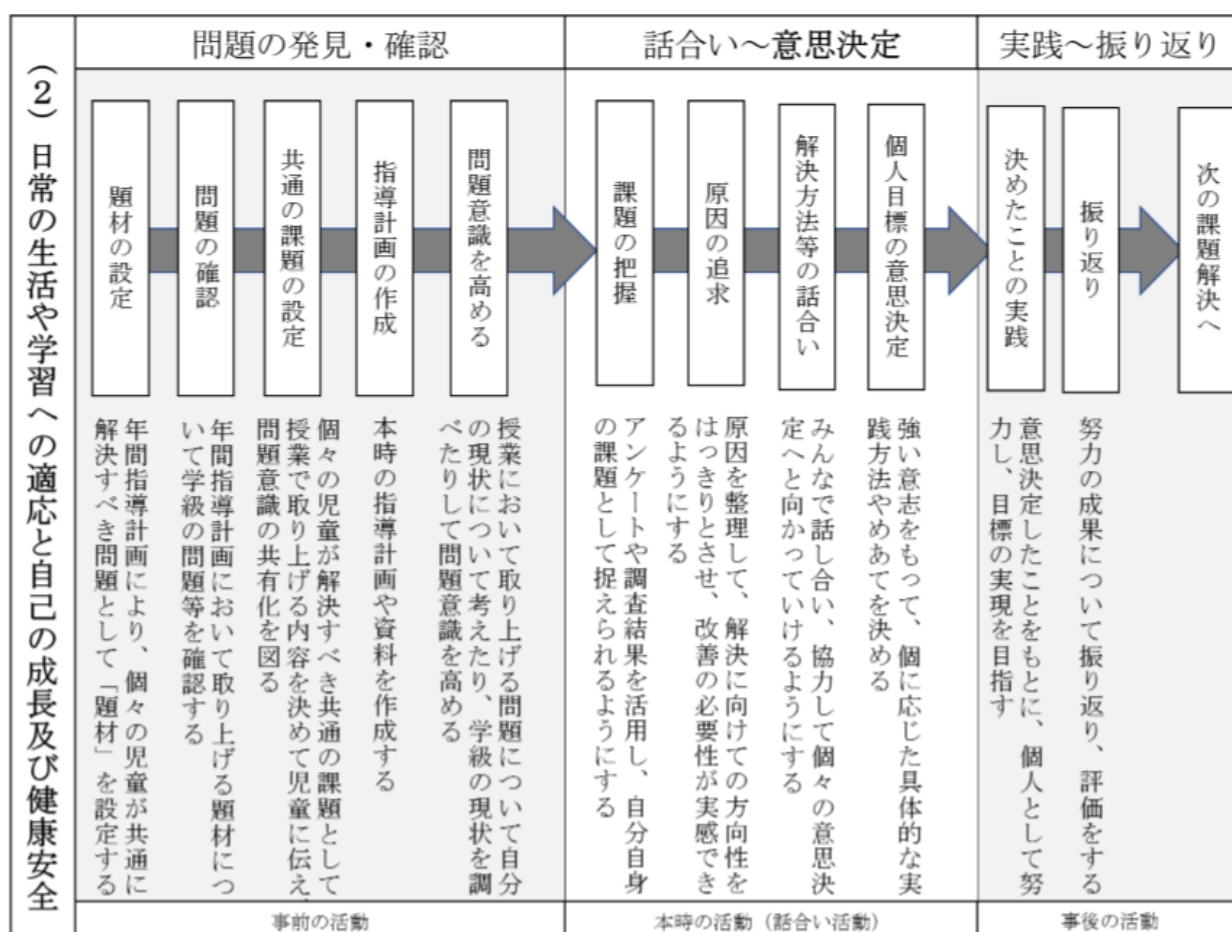 （2）日常の生活や学習への適応と自己の成長及び健康安全
問題の発見・確認
話合い～意思決定
実践～振り返り
題材の設定
問題の確認
共通の課題の設定
指導計画の作成
問題意識を高める
課題の把握
原因の追求
解決方法等の話合い
個人目標の意思決定
決めたことの実践
振り返り
次の課題解決へ
年間指導計画により、個々の児童が共通に
解決すべき問題として「題材」を設定する
年間指導計画において取り上げる題材につ
いて学級の問題等を確認する
個々の児童が解決すべき共通の課題として
授業で取り上げる内容を決めて児童に伝え、
問題意識の共有化を図る
本時の指導計画や資料を作成する
授業において取り上げる問題について自分
の現状について考えたり、学級の現状を調
べたりして問題意識を高める
アンケートや調査結果を活用し、自分自身
の課題として捉えられるようにする
原因を整理して、解決に向けての方向性を
はっきりとさせ、改善の必要性が実感でき
るようにする
みんなで話し合い、協力して個々の意思決
定へと向かっていけるようにする
強い意志をもって、個に応じた具体的な実
践方法やめあてを決める
意思決定したことをもとに、個人として努
力し、目標の実現を目指す
努力の成果について振り返り、評価をする
事前の活動
本時の活動（話合い活動）
事後の活動